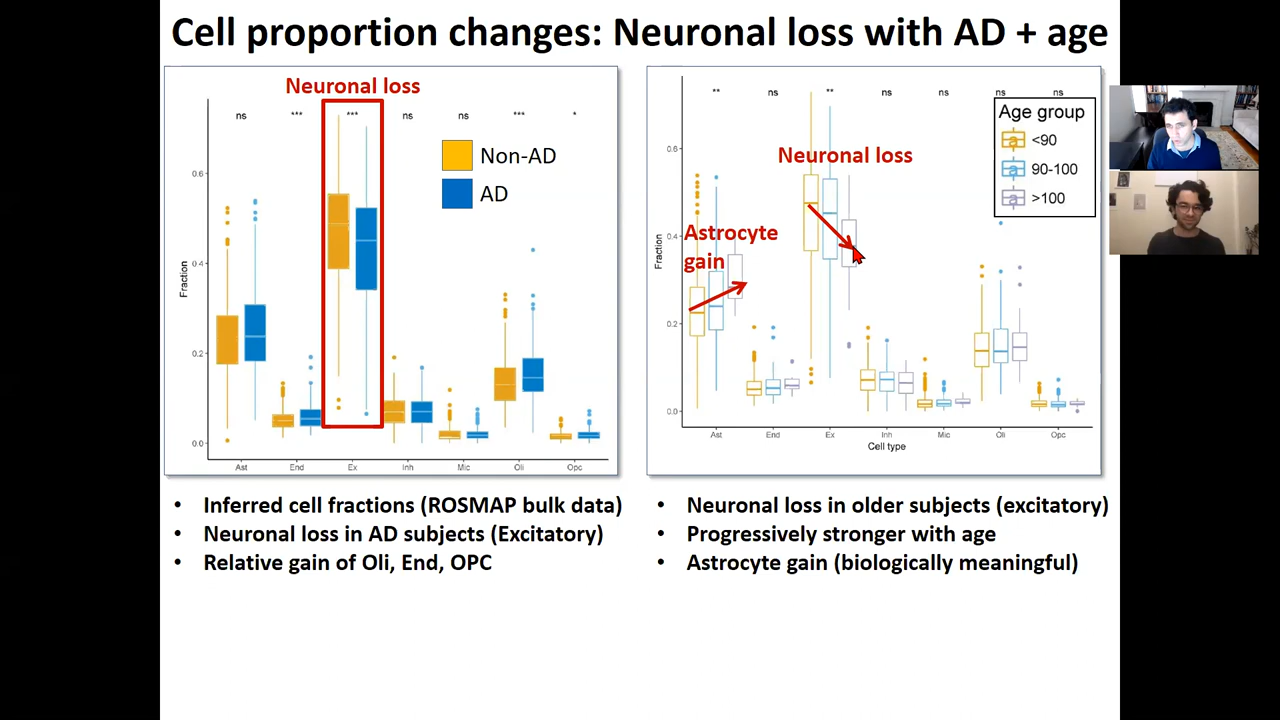 Cell proportion changes: Neuronal loss with AD + age
Neuronal loss
ns *** *** ns ns *** *
Non-AD
AD
Fraction
0.6
0.4
0.2
0.0
Ast End Ex Inh Mic Oli Opc
** ns ** ns ns ns ns
Age group
<90
90-100
>100
Neuronal loss
Astrocyte
gain
Fraction
0.6
0.4
0.2
0.0
Ast End Ex Inh Mic Oli Opc
Cell type
• Inferred cell fractions (ROSMAP bulk data)
• Neuronal loss in AD subjects (Excitatory)
• Relative gain of Oli, End, OPC
• Neuronal loss in older subjects (excitatory)
• Progressively stronger with age
• Astrocyte gain (biologically meaningful)